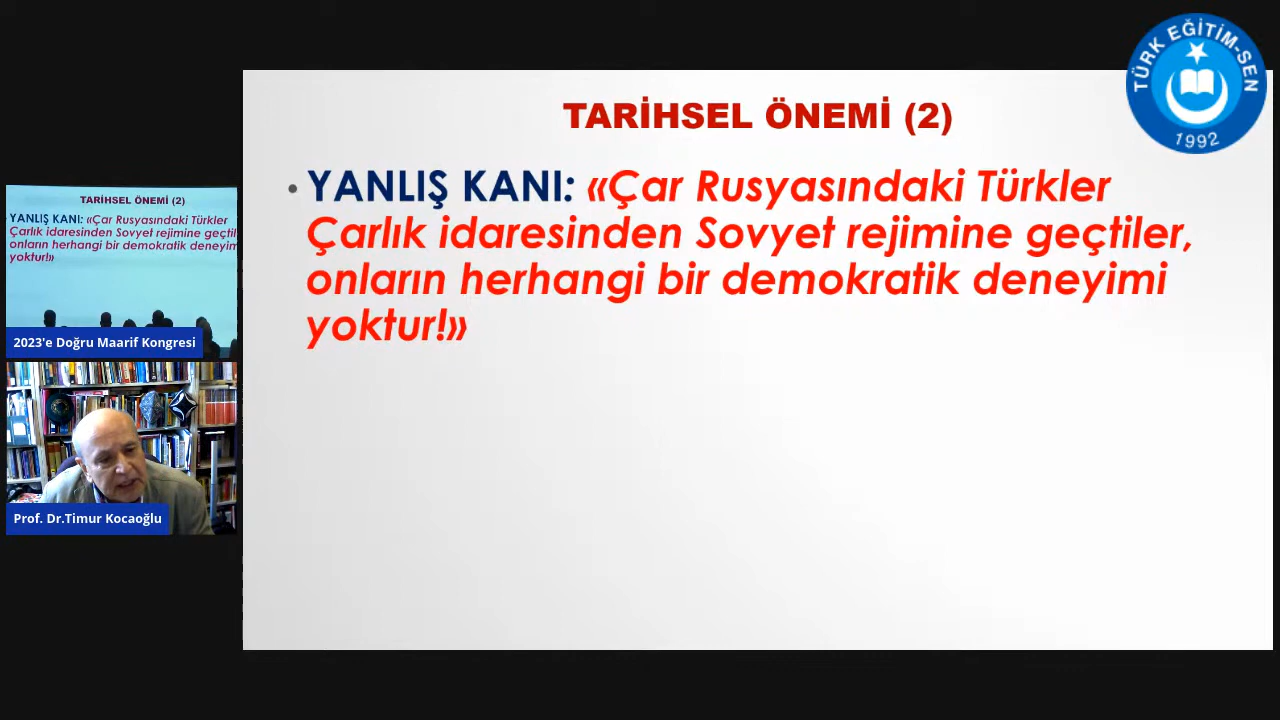 TÜRK EĞİTİM-SEN
1992
TARİHSEL ÖNEMİ (2)
• YANLIŞ KANI: «Çar Rusyasındaki Türkler
Çarlık idaresinden Sovyet rejimine geçtiler,
onların herhangi bir demokratik deneyimi
yoktur!»
TARİHSEL ÖNEMİ (2)
YANLIŞ KANI: «Çar Rusyasındaki Türkler
Çarlık idaresinden Sovyet rejimine geçtil
onların herhangi bir demokratik deneyim
yoktur!»
2023'e Doğru Maarif Kongresi
Prof. Dr.Timur Kocaoğlu